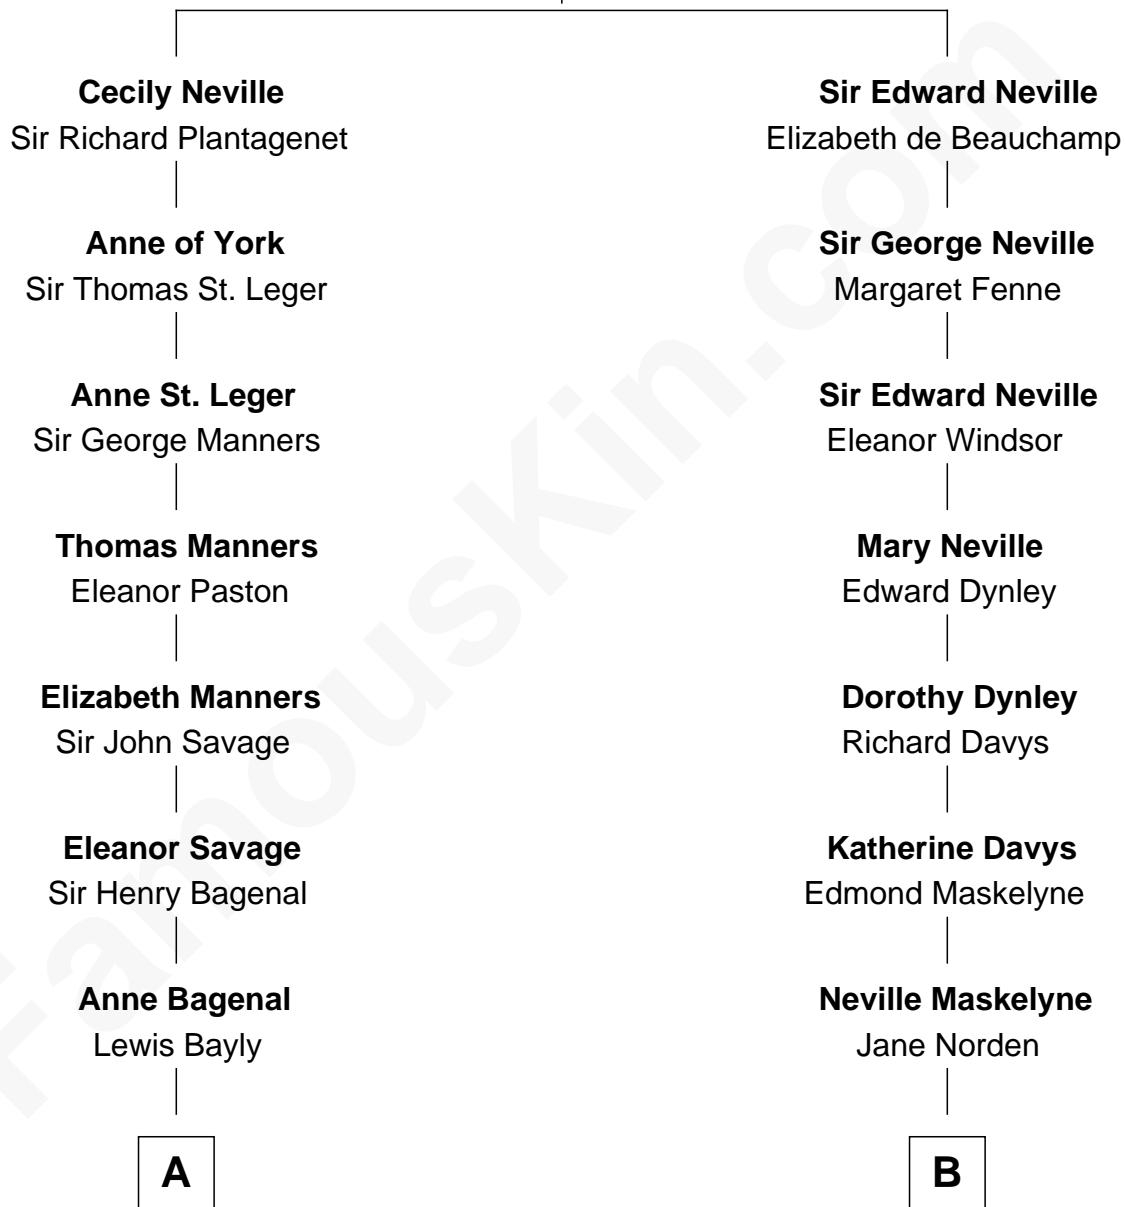 Cecily Neville
Sir Richard Plantagenet
Anne of York
Sir Thomas St. Leger
Anne St. Leger
Sir George Manners
Thomas Manners
Eleanor Paston
Elizabeth Manners
Sir John Savage
Eleanor Savage
Sir Henry Bagenal
Anne Bagenal
Lewis Bayly
A
Sir Edward Neville
Elizabeth de Beauchamp
Sir George Neville
Margaret Fenne
Sir Edward Neville
Eleanor Windsor
Mary Neville
Edward Dynley
Dorothy Dynley
Richard Davys
Katherine Davys
Edmond Maskelyne
Neville Maskelyne
Jane Norden
B
FamousKin.com